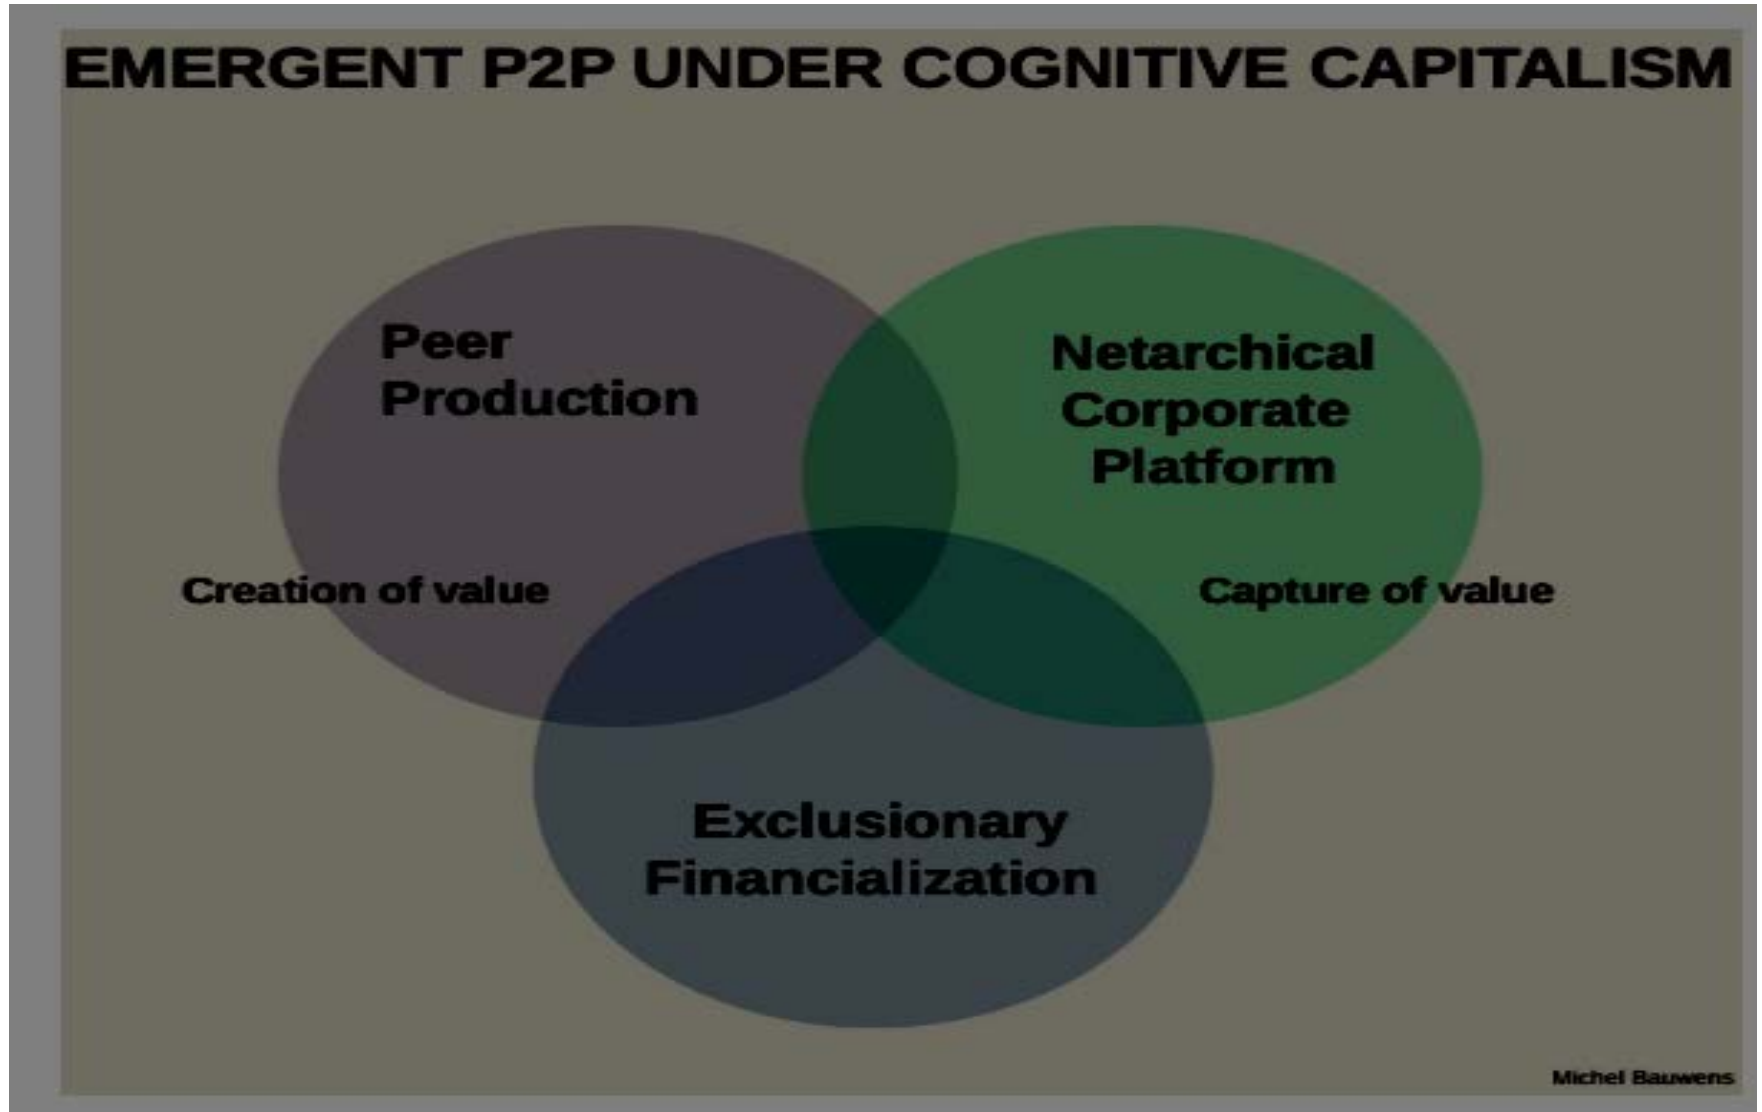 EMERGENT P2P UNDER COGNITIVE CAPITALISM
Peer
Production
Netarchical
Corporate
Platform
Creation of value
Capture of value
Exclusionary
Financialization
Michel Bauwens